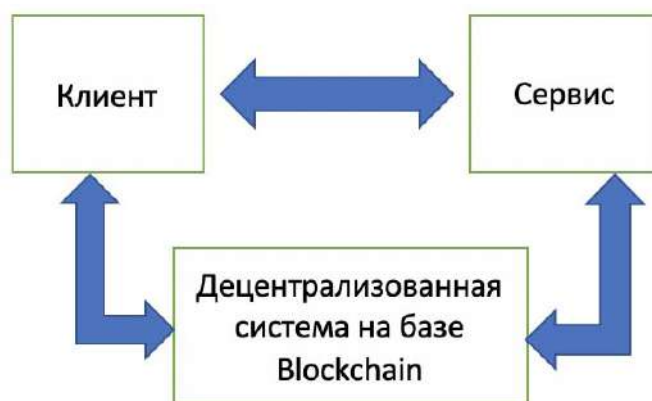 Клиент
Сервис
Децентрализованная
система на базе
Blockchain